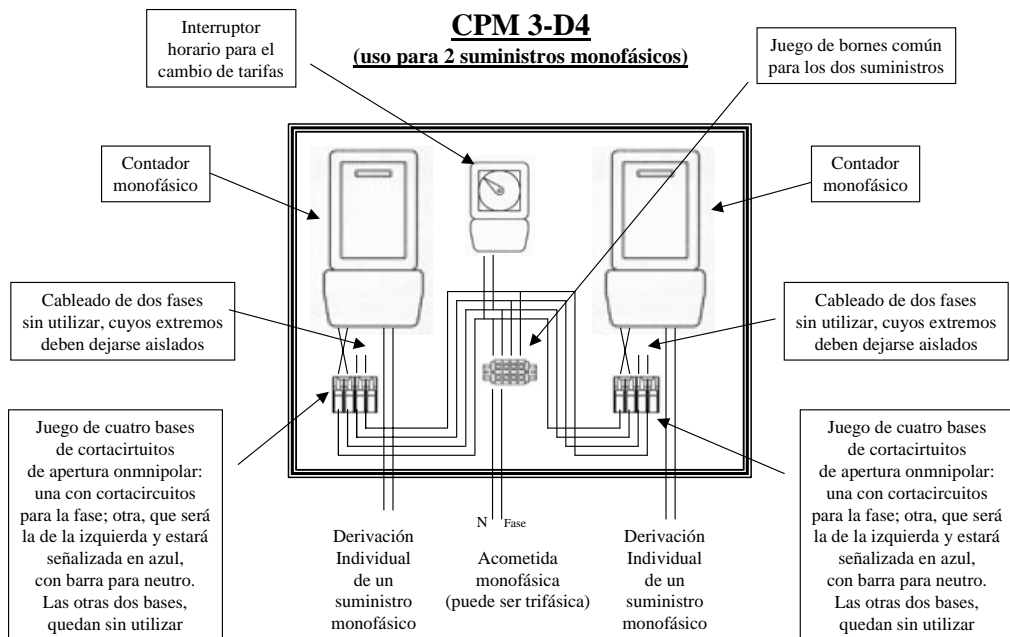 CPM 3-D4
(uso para 2 suministros monofásicos)
Interruptor
horario para el
cambio de tarifas
Juego de bornes común
para los dos suministros
Contador
monofásico
Contador
monofásico
Cableado de dos fases
sin utilizar, cuyos extremos
deben dejarse aislados
Cableado de dos fases
sin utilizar, cuyos extremos
deben dejarse aislados
Juego de cuatro bases
de cortacirtuitos
de apertura onmnipolar:
una con cortacircuitos
para la fase; otra, que será
la de la izquierda y estará
señalizada en azul,
con barra para neutro.
Las otras dos bases,
quedan sin utilizar
Juego de cuatro bases
de cortacirtuitos
de apertura onmnipolar:
una con cortacircuitos
para la fase; otra, que será
la de la izquierda y estará
señalizada en azul,
con barra para neutro.
Las otras dos bases,
quedan sin utilizar
N Fase
Derivación
Individual
de un
suministro
monofásico
Acometida
monofásica
(puede ser trifásica)
Derivación
Individual
de un
suministro
monofásico